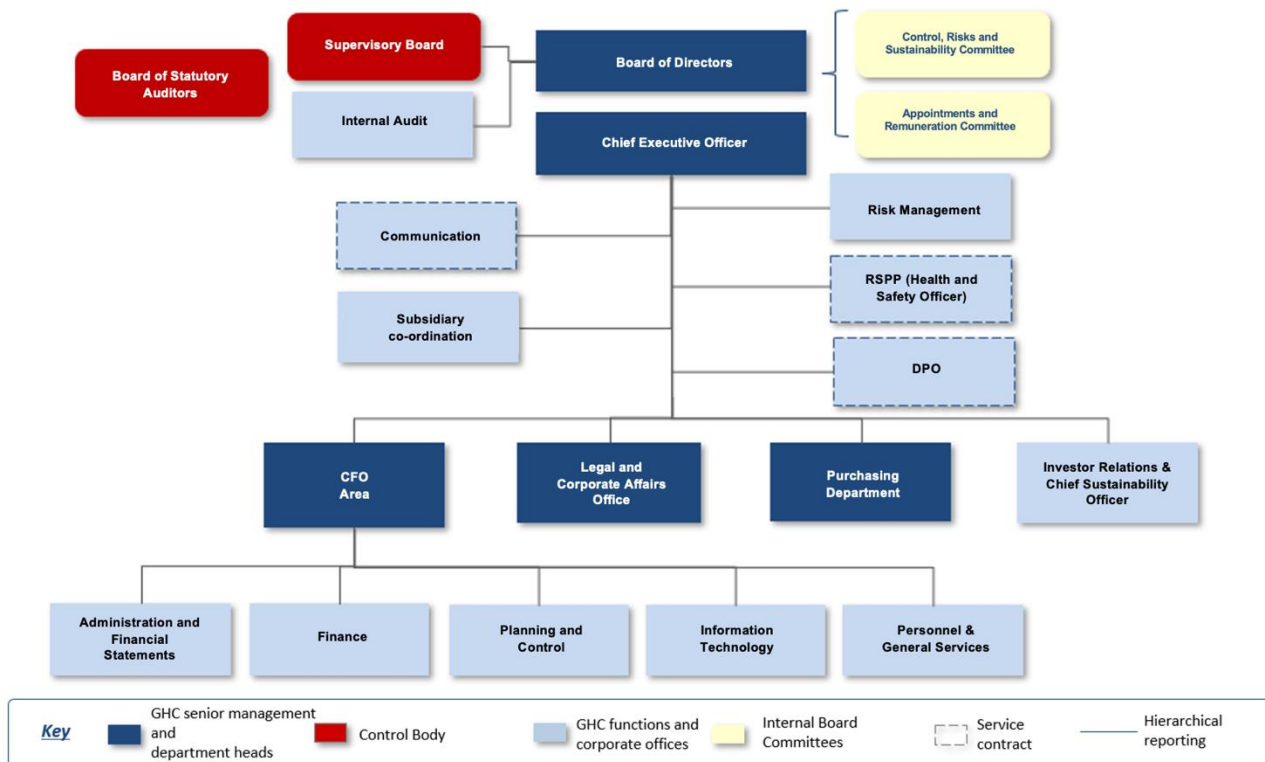 Supervisory Board
Board of Statutory
Auditors
Internal Audit
Board of Directors
Chief Executive Officer
Control, Risks and
Sustainability Committee
Appointments and
Remuneration Committee
Communication
Subsidiary
co-ordination
Risk Management
RSPP (Health and
Safety Officer)
DPO
CFO
Area
Legal and
Corporate Affairs
Office
Purchasing
Department
Investor Relations &
Chief Sustainability
Officer
Administration and
Financial
Statements
Finance
Planning and
Control
Information
Technology
Personnel &
General Services
Key
GHC senior management
and
department heads
Control Body
GHC functions and
corporate offices
Internal Board
Committees
Service
contract
Hierarchical
reporting